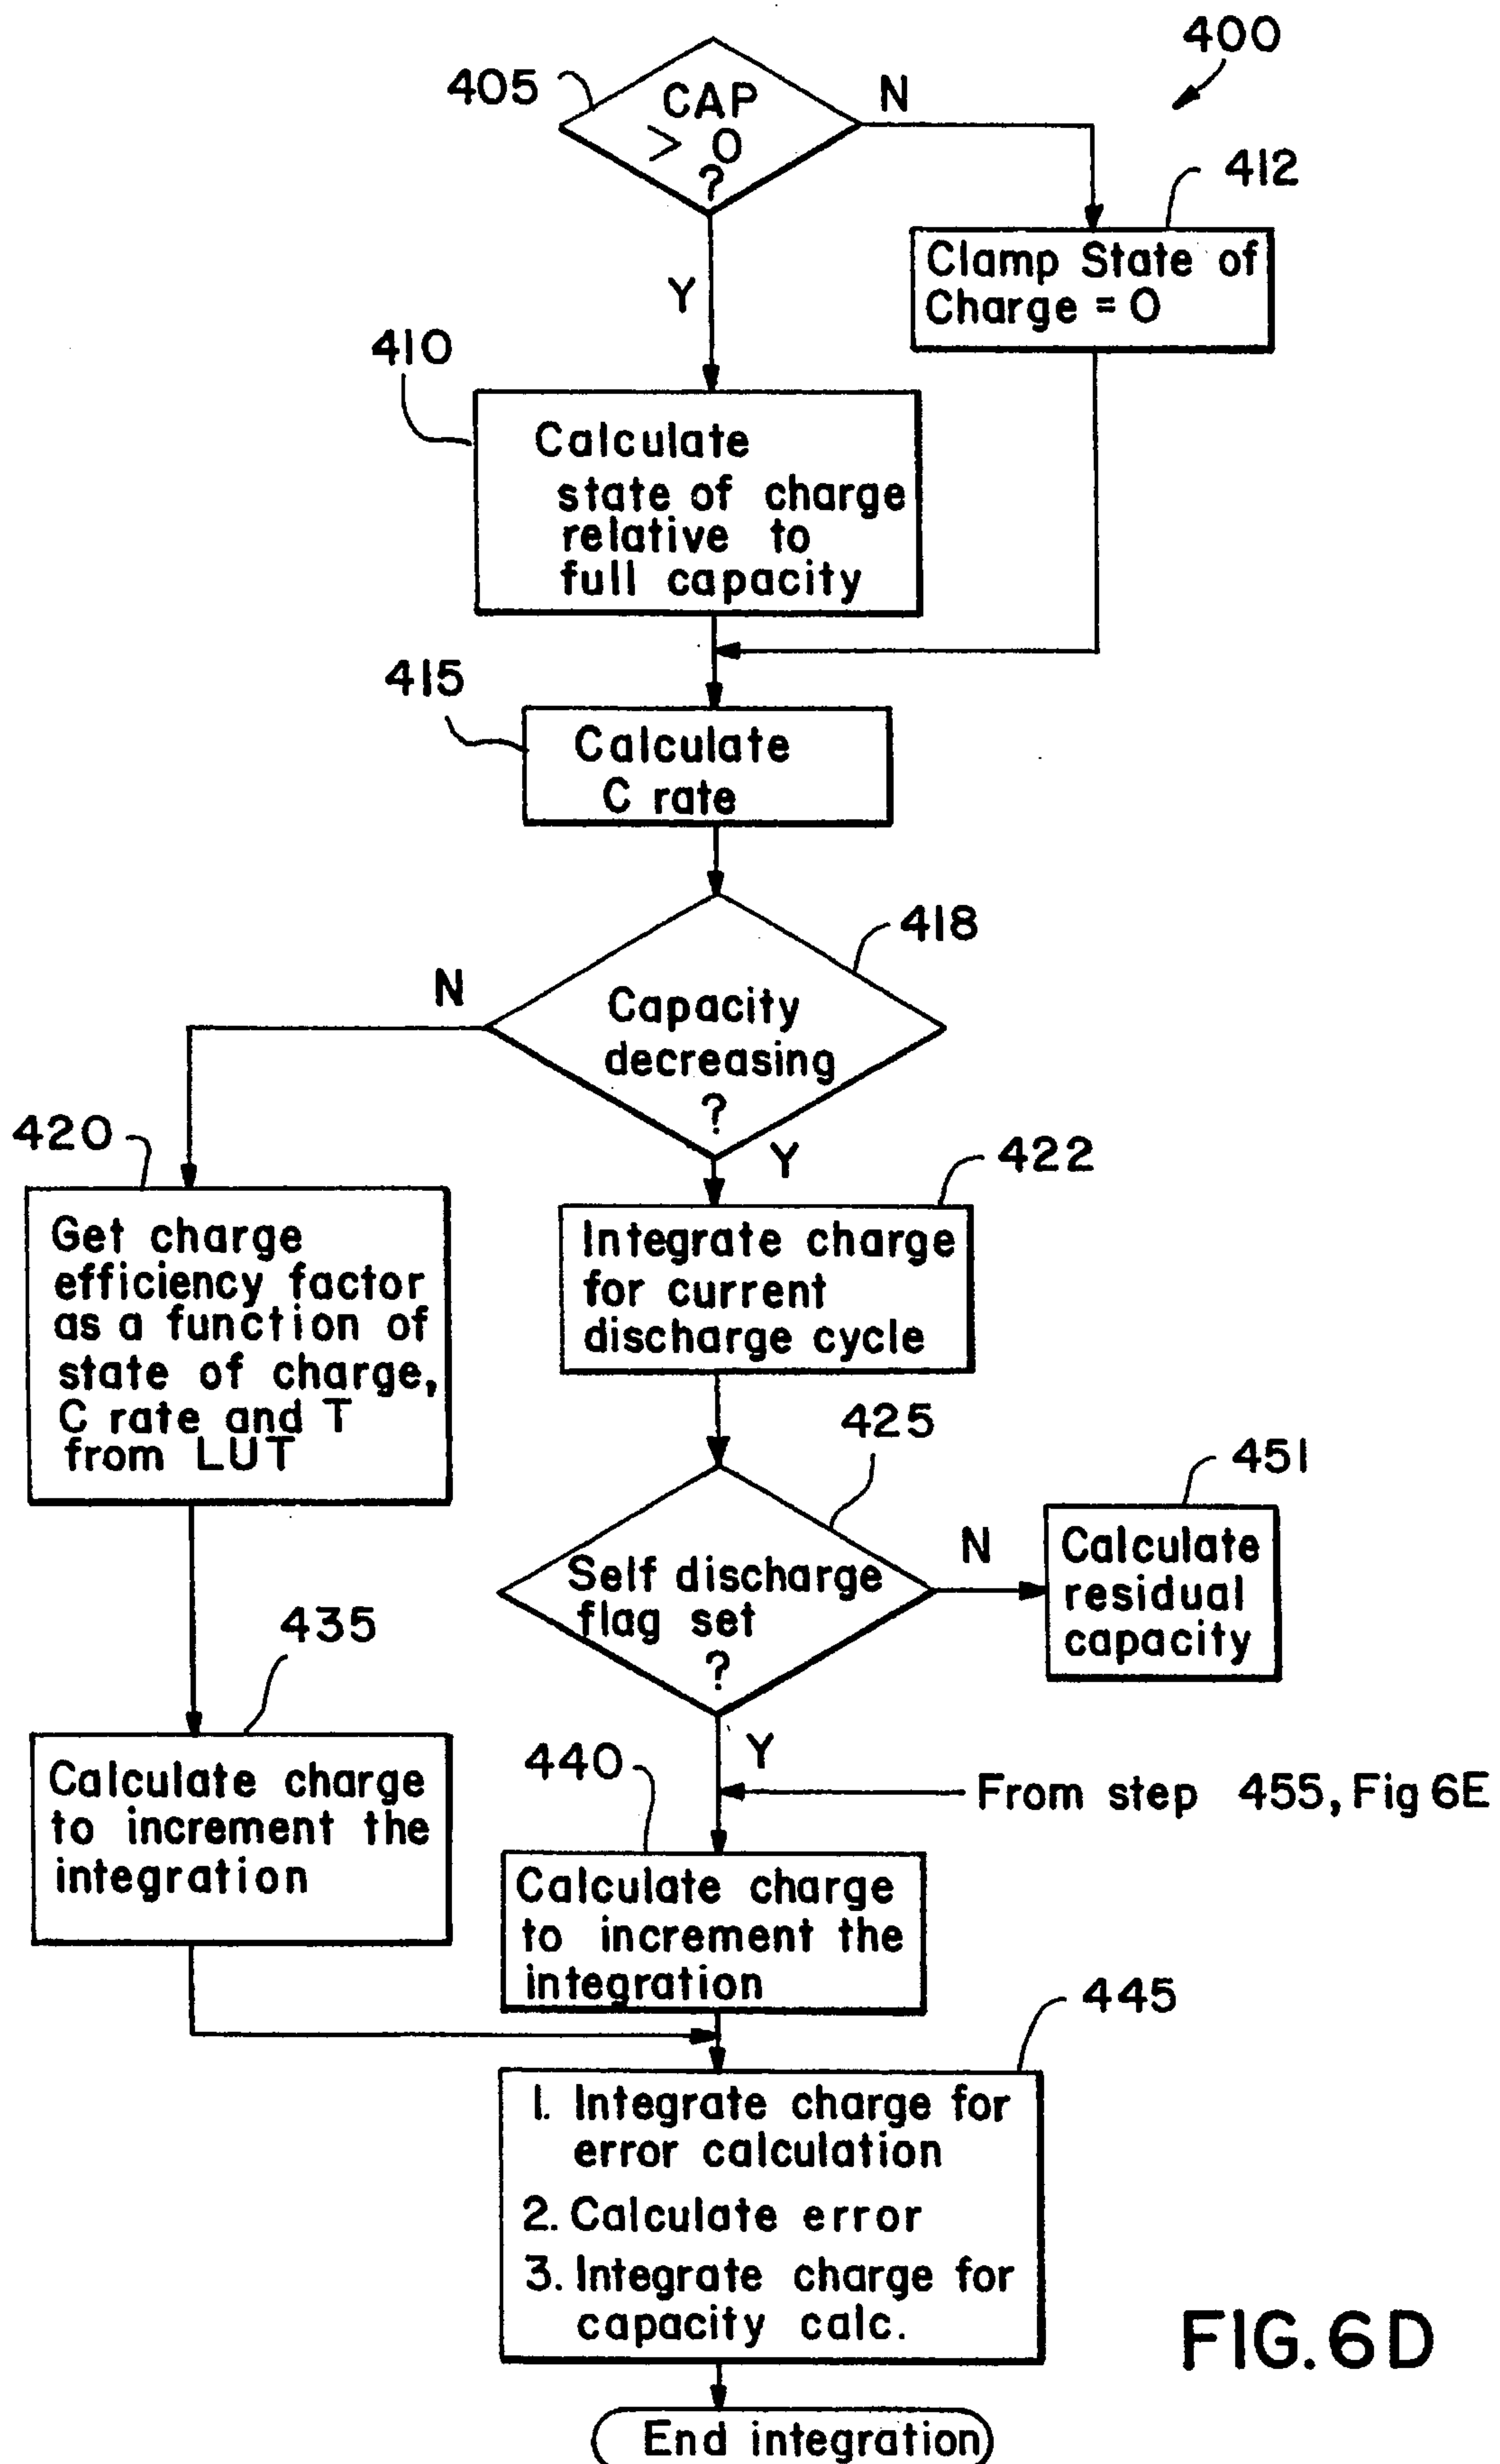 400
405
CAP
> 0
?
N
412
Clamp State of
Charge = 0
Y
410
Calculate
state of charge
relative to
full capacity
415
Calculate
C rate
418
N
Capacity
decreasing
?
Y
420
Get charge
efficiency factor
as a function of
state of charge,
C rate and T
from LUT
422
Integrate charge
for current
discharge cycle
425
Self discharge
flag set
?
N
451
Calculate
residual
capacity
Y
435
Calculate charge
to increment the
integration
From step 455, Fig 6E
440
Calculate charge
to increment the
integration
445
1. Integrate charge for
error calculation
2. Calculate error
3. Integrate charge for
capacity calc.
End integration
FIG. 6D